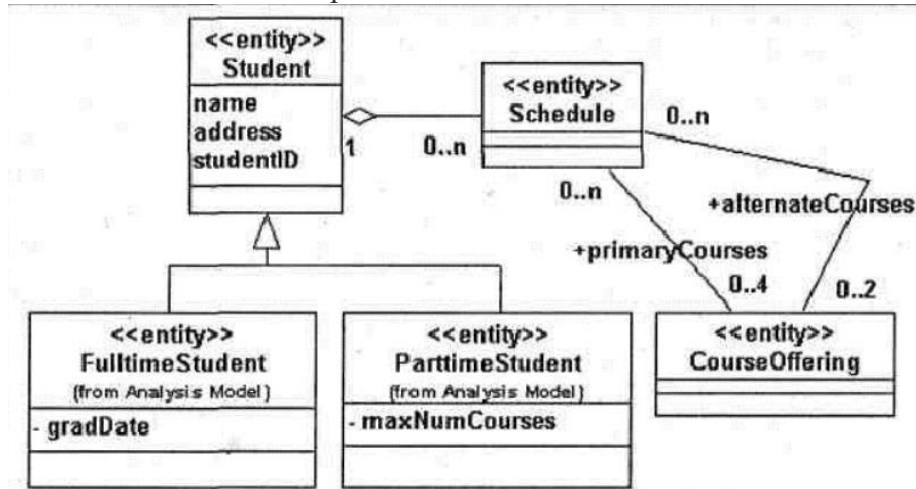 <<entity>>
Student
name
address
studentID
1
0..n
<<entity>>
Schedule
0..n
0..n
+alternateCourses
+primaryCourses
0..4
0..2
<<entity>>
FulltimeStudent
(from Analysis Model)
- gradDate
<<entity>>
ParttimeStudent
(from Analysis Model)
- maxNumCourses
<<entity>>
CourseOffering